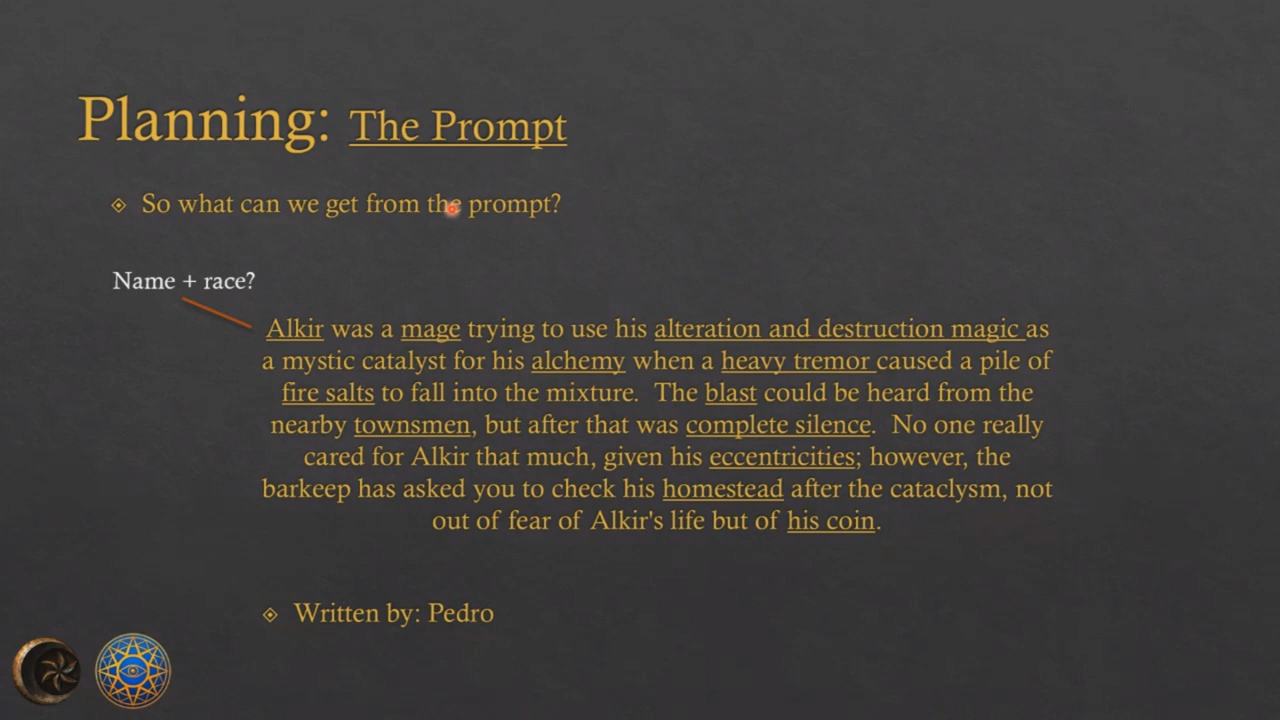 Planning: The Prompt
So what can we get from the prompt?
Name + race?
Alkir was a mage trying to use his alteration and destruction magic as
a mystic catalyst for his alchemy when a heavy tremor caused a pile of
fire salts to fall into the mixture. The blast could be heard from the
nearby townsmen, but after that was complete silence. No one really
cared for Alkir that much, given his eccentricities; however, the
barkeep has asked you to check his homestead after the cataclysm, not
out of fear of Alkir's life but of his coin.
Written by: Pedro